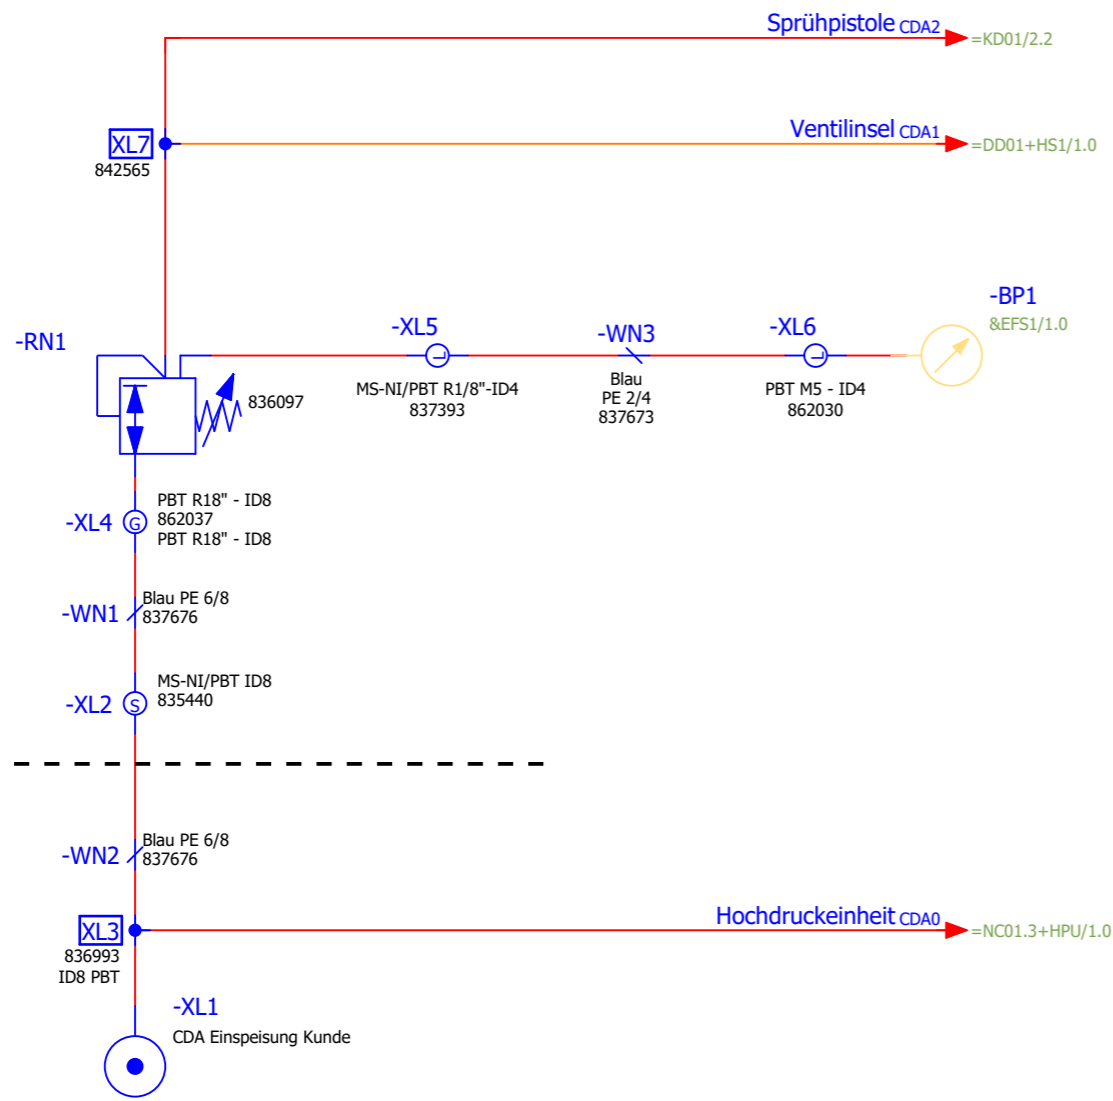 Sprühpistole CDA2
=KD01/2.2
Ventilinsel CDA1
=DD01+HS1/1.0
XL7
842565
-BP1
&EFS1/1.0
-RN1
-XL5
-WN3
-XL6
MS-NI/PBT R1/8"-ID4
837393
Blau
PE 2/4
837673
PBT M5 - ID4
862030
836097
L
L
-XL4
G
PBT R18" - ID8
862037
PBT R18" - ID8
-WN1
Blau PE 6/8
837676
-XL2
S
MS-NI/PBT ID8
835440
-WN2
Blau PE 6/8
837676
Hochdruckeinheit CDA0
=NC01.3+HPU/1.0
XL3
836993
ID8 PBT
-XL1
CDA Einspeisung Kunde